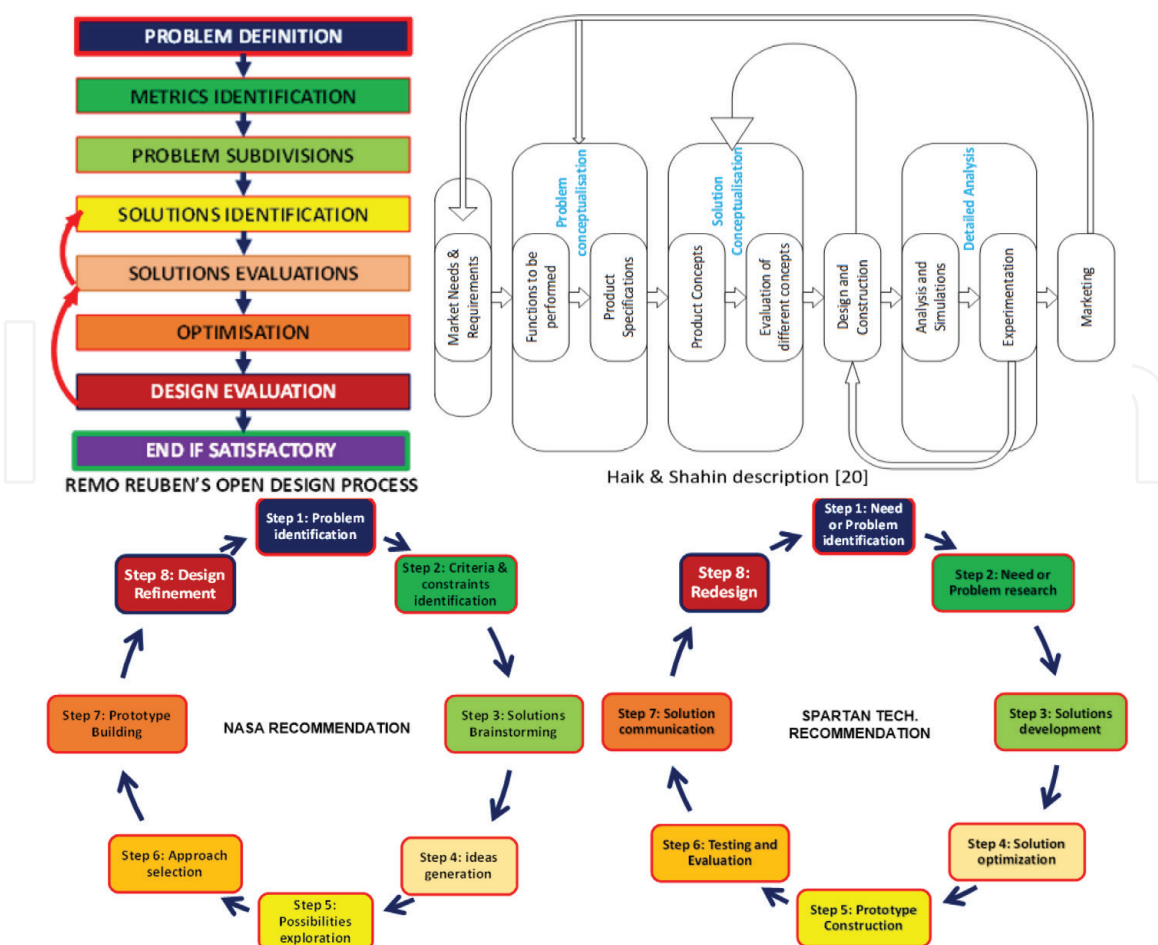 PROBLEM DEFINITION
METRICS IDENTIFICATION
PROBLEM SUBDIVISIONS
SOLUTIONS IDENTIFICATION
SOLUTIONS EVALUATIONS
OPTIMISATION
DESIGN EVALUATION
END IF SATISFACTORY
REMO REUBEN'S OPEN DESIGN PROCESS
Market Needs &
Requirements
Problem
conceptualisation
Functions to be
performed
Product
Specifications
Solution
Conceptualisation
Product Concepts
Evaluation of
different concepts
Design and
Construction
Detailed Analysis
Analysis and
Simulations
Experimentation
Marketing
Haik & Shahin description [20]
Step 1: Problem
identification
Step 2: Criteria &
constraints
identification
Step 3: Solutions
Brainstorming
Step 4: ideas
generation
Step 5:
Possibilities
exploration
Step 6: Approach
selection
Step 7: Prototype
Building
Step 8: Design
Refinement
NASA RECOMMENDATION
Step 1: Need
or Problem
identification
Step 2: Need or
Problem research
Step 3: Solutions
development
Step 4: Solution
optimization
Step 5: Prototype
Construction
Step 6: Testing and
Evaluation
Step 7: Solution
communication
Step 8:
Redesign
SPARTAN TECH.
RECOMMENDATION